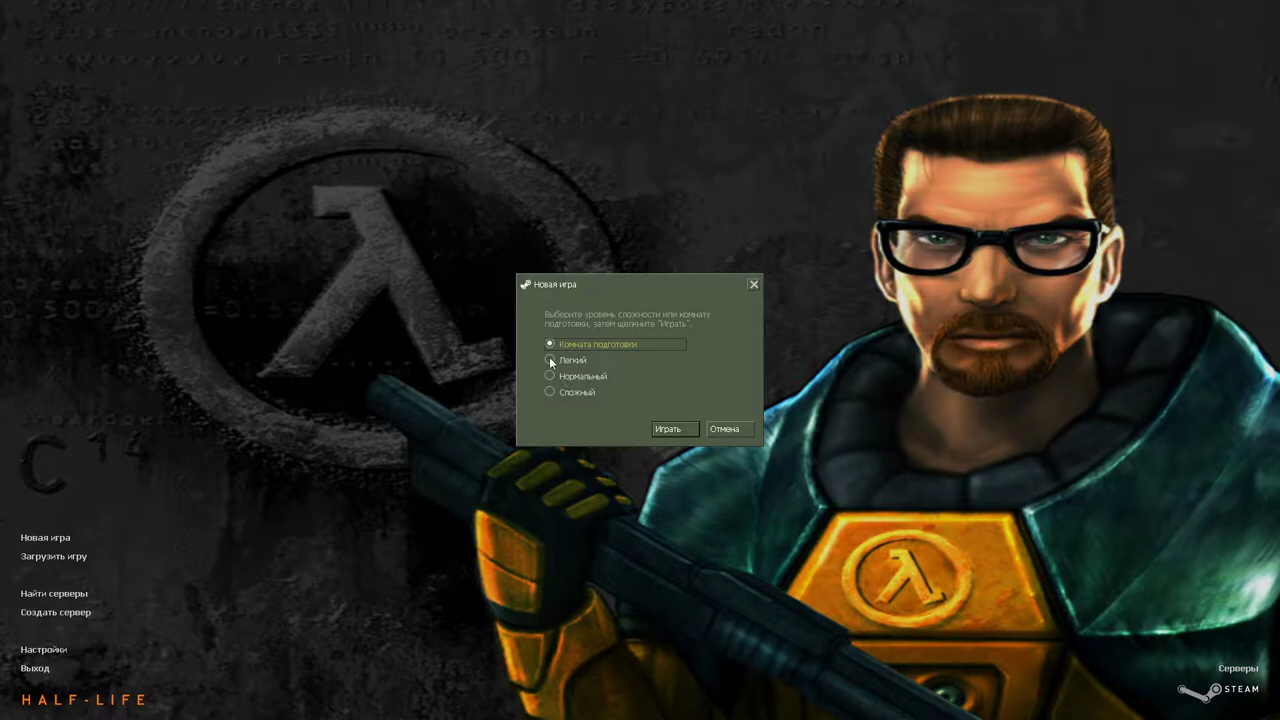 Новая игра
Выберите уровень сложности или комнату
подготовки, затем щелкните "Играть".
Комната подготовки
Легкий
Нормальный
Сложный
Играть
Отмена
Новая игра
Загрузить игру
Найти серверы
Создать сервер
Настройки
Выход
HALF-LIFE
Серверы
STEAM